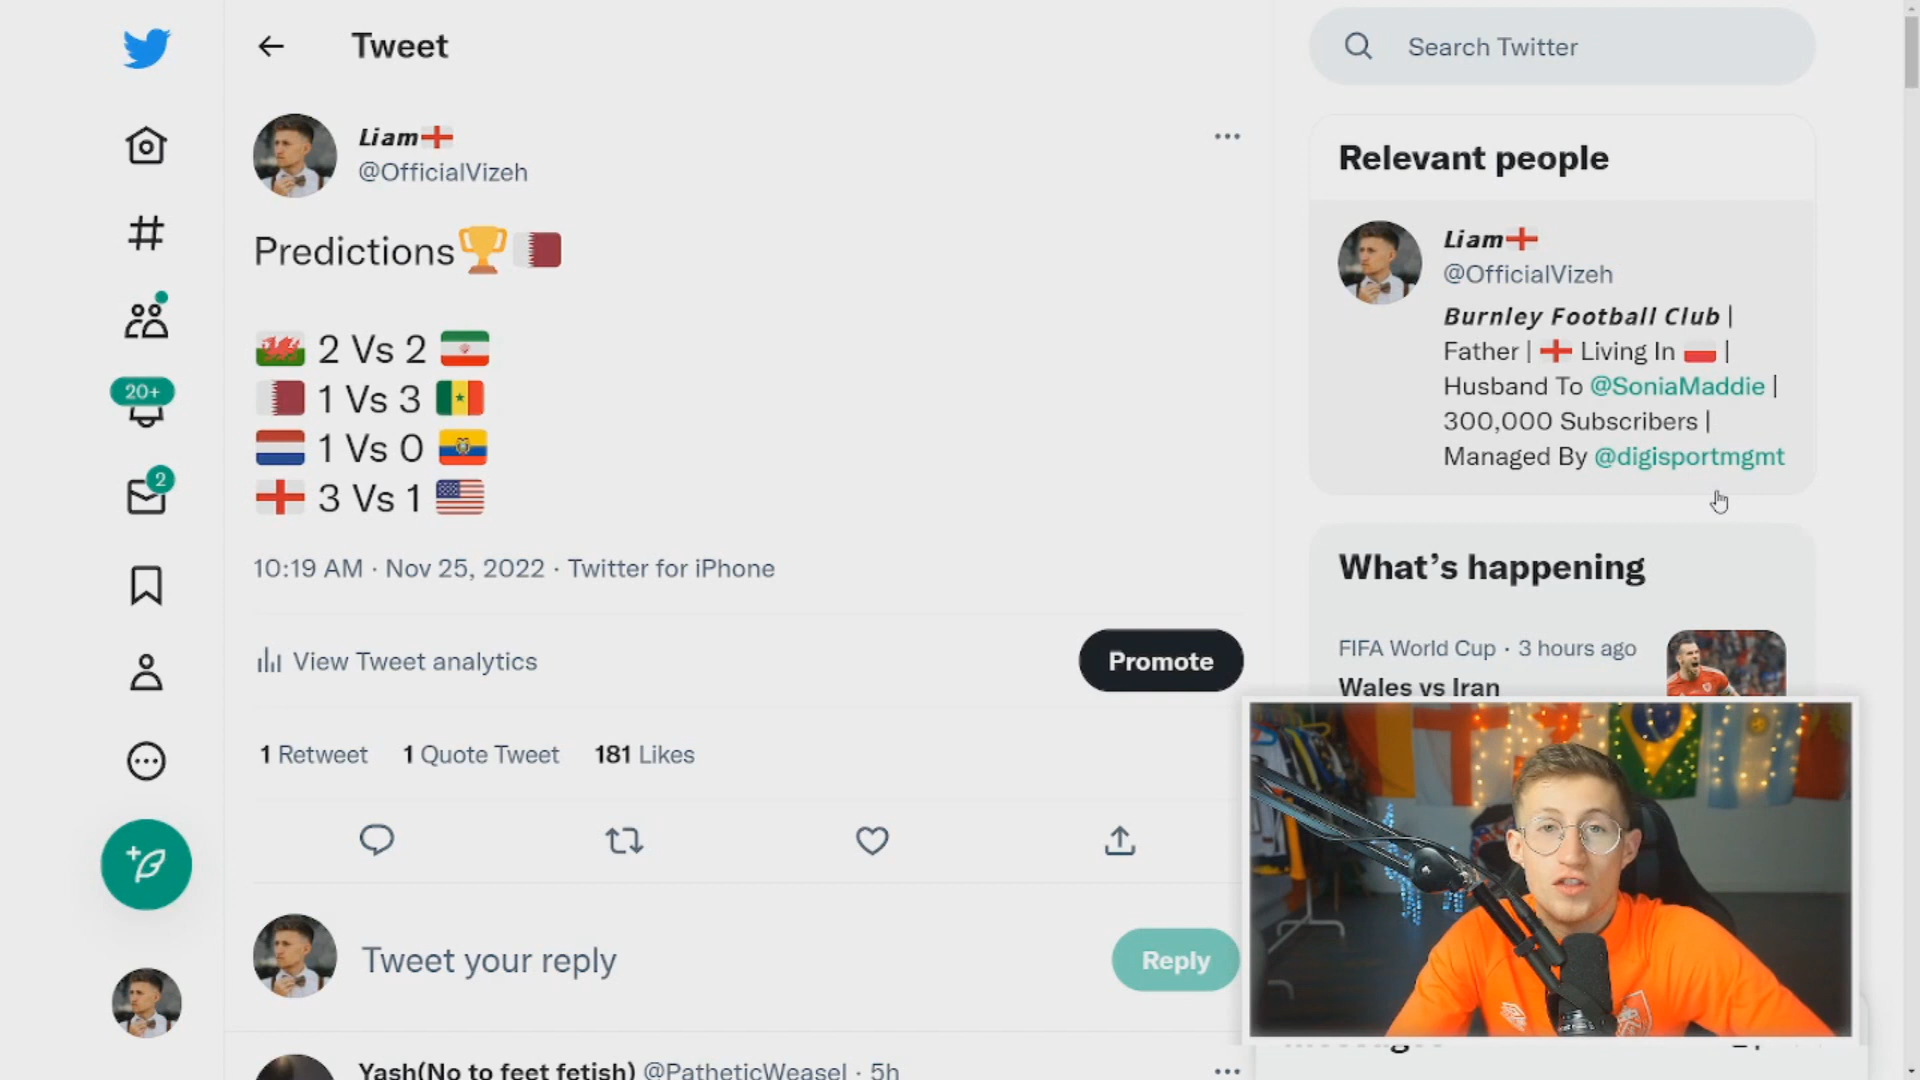 Tweet
Liam
@OfficialVizeh
Predictions
2 Vs 2
1 Vs 3
1 Vs 0
3 Vs 1
10:19 AM · Nov 25, 2022 · Twitter for iPhone
View Tweet analytics
Promote
1 Retweet 1 Quote Tweet 181 Likes
Tweet your reply
Reply
Yash(No to feet fetish) @PatheticWeasel · 5h
20+
2
Search Twitter
Relevant people
Liam
@OfficialVizeh
Burnley Football Club |
Father | Living In |
Husband To @SoniaMaddie |
300,000 Subscribers |
Managed By @digisportmgmt
What's happening
FIFA World Cup · 3 hours ago
Wales vs Iran